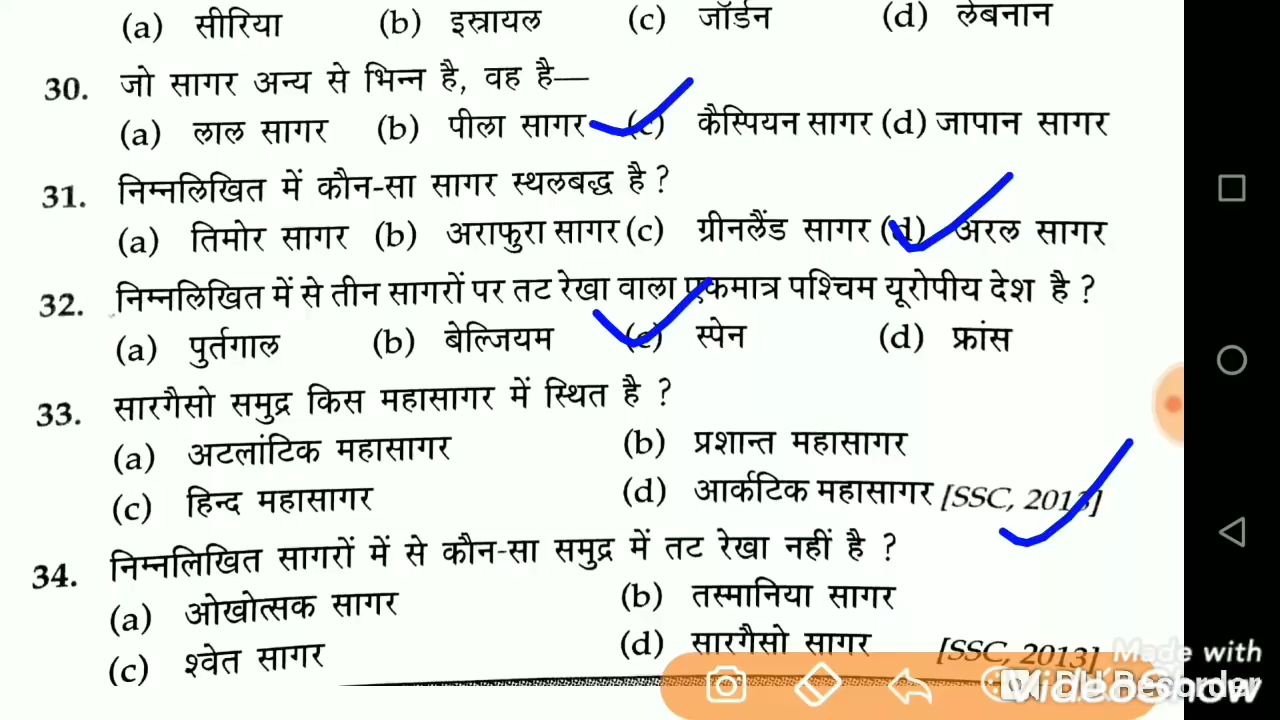 (a) सीरिया (b) इस्रायल (c) जॉर्डन (d) लेबनान
30. जो सागर अन्य से भिन्न है, वह है—
(a) लाल सागर (b) पीला सागर (c) कैस्पियन सागर (d) जापान सागर
31. निम्नलिखित में कौन-सा सागर स्थलबद्ध है ?
(a) तिमोर सागर (b) अराफुरा सागर (c) ग्रीनलैंड सागर (d) अरल सागर
32. निम्नलिखित में से तीन सागरों पर तट रेखा वाला एकमात्र पश्चिम यूरोपीय देश है ?
(a) पुर्तगाल (b) बेल्जियम (c) स्पेन (d) फ्रांस
33. सारगैसो समुद्र किस महासागर में स्थित है ?
(a) अटलांटिक महासागर (b) प्रशान्त महासागर
(c) हिन्द महासागर (d) आर्कटिक महासागर [SSC, 2013]
34. निम्नलिखित सागरों में से कौन-सा समुद्र में तट रेखा नहीं है ?
(a) ओखोत्सक सागर (b) तस्मानिया सागर
(c) श्वेत सागर (d) सारगैसो सागर [SSC, 2013]
Made with
VideoShow